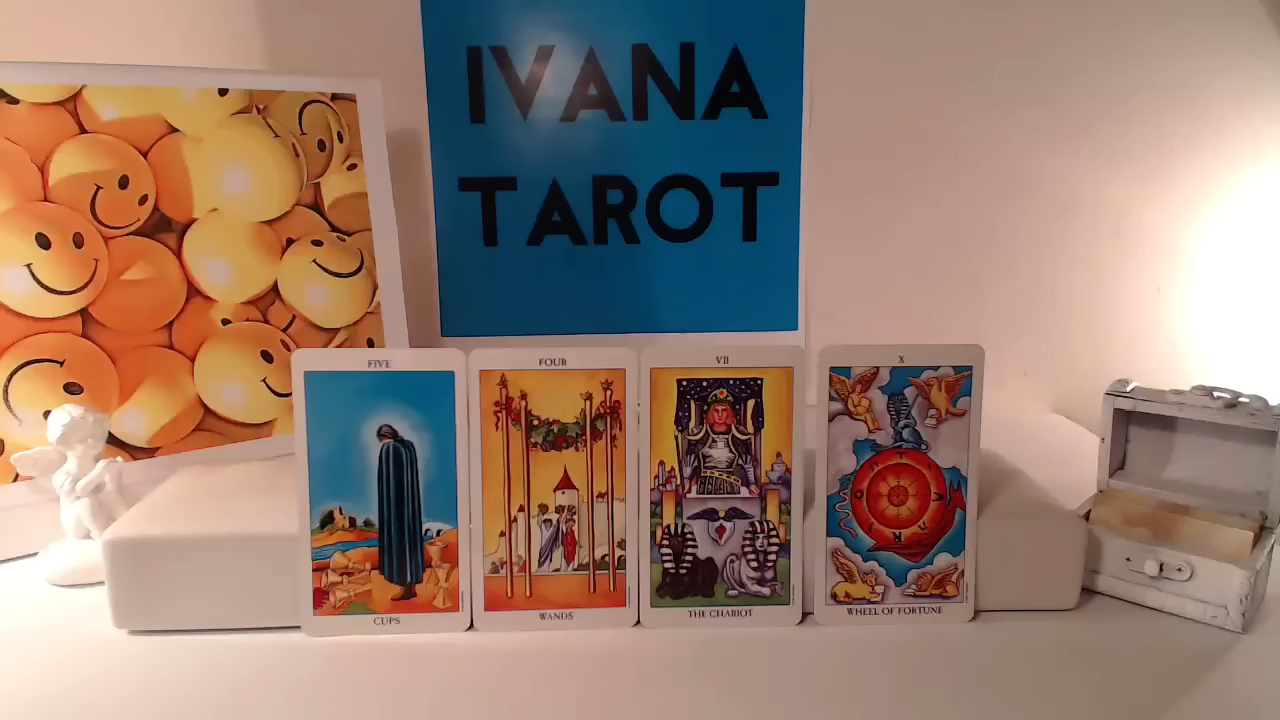 IVANA
TAROT
FIVE
CUPS
FOUR
WANDS
VII
THE CHARIOT
X
WHEEL OF FORTUNE